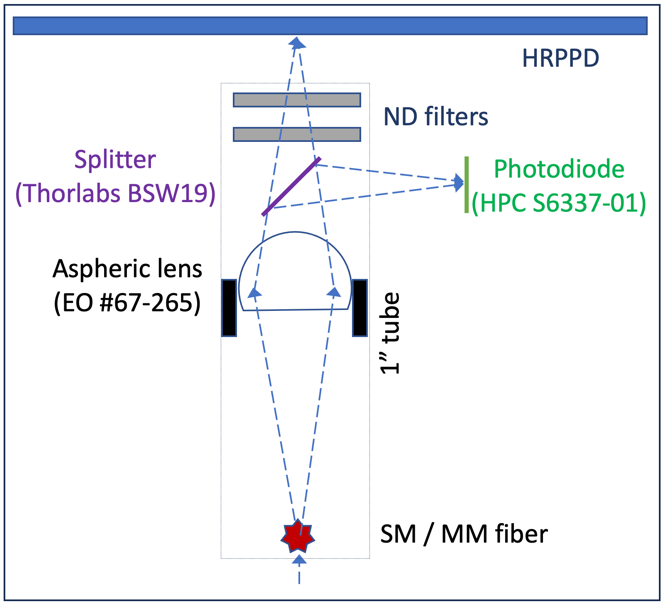 HRPPD
ND filters
Splitter
(Thorlabs BSW19)
Photodiode
(HPC S6337-01)
Aspheric lens
(EO #67-265)
1” tube
SM / MM fiber